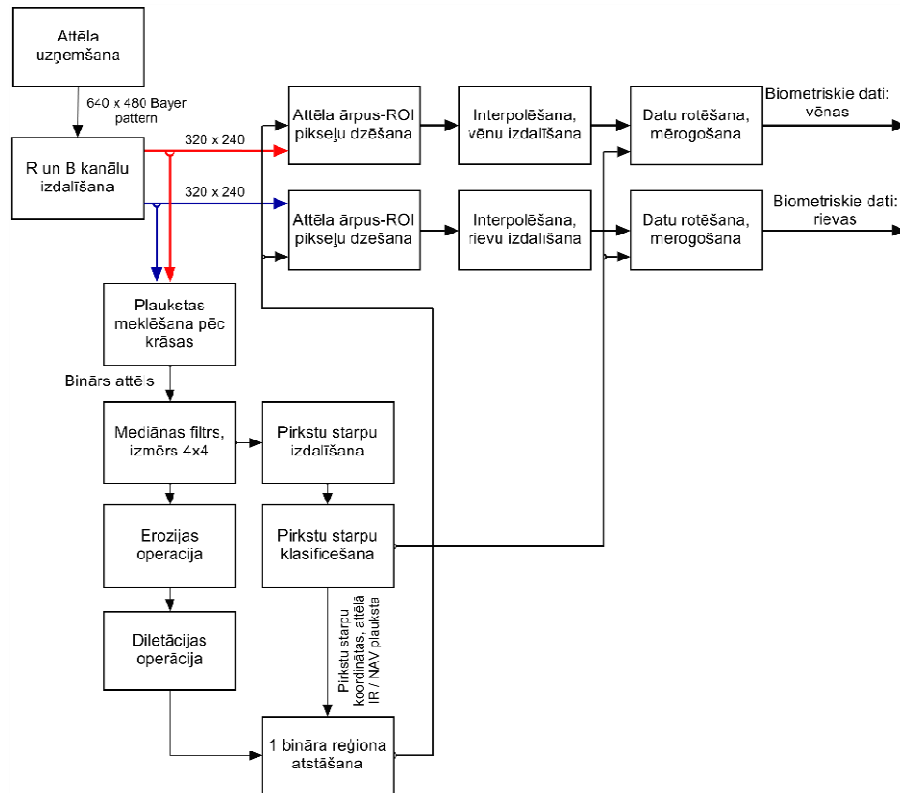 Attēla
uzņemšana
640 x 480 Bayer
pattern
R un B kanālu
izdalīšana
320 x 240
320 x 240
Attēla ārpus-ROI
pikseļu dzēšana
Interpolēšana,
vēnu izdalīšana
Datu rotēšana,
mērogošana
Biometriskie dati:
vēnas
Attēla ārpus-ROI
pikseļu dzēšana
Interpolēšana,
rievu izdalīšana
Datu rotēšana,
mērogošana
Biometriskie dati:
rievas
Plaukstas
meklēšana pēc
krāsas
Binārs attēls
Mediānas filtrs,
izmērs 4x4
Pirkstu starpu
izdalīšana
Erozijas
operācija
Pirkstu starpu
klasificēšana
Diletācijas
operācija
Pirkstu starpu
koordinātas, attēlā
IR / NAV plauksta
1 bināra reģiona
atstāšana